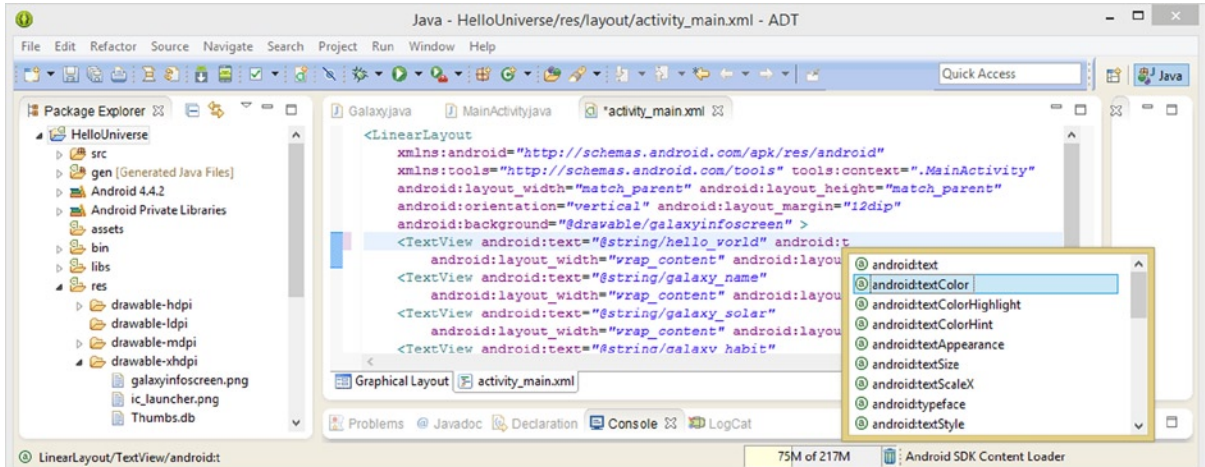 Java - HelloUniverse/res/layout/activity_main.xml - ADT
File Edit Refactor Source Navigate Search Project Run Window Help
Quick Access
Java
Package Explorer
HelloUniverse
src
gen [Generated Java Files]
Android 4.4.2
Android Private Libraries
assets
bin
libs
res
drawable-hdpi
drawable-ldpi
drawable-mdpi
drawable-xhdpi
galaxyinfoscreen.png
ic_launcher.png
Thumbs.db
Galaxy.java MainActivity.java *activity_main.xml
<LinearLayout
xmlns:android="http://schemas.android.com/apk/res/android"
xmlns:tools="http://schemas.android.com/tools" tools:context=".MainActivity"
android:layout_width="match_parent" android:layout_height="match_parent"
android:orientation="vertical" android:layout_margin="12dip"
android:background="@drawable/galaxyinfoscreen" >
<TextView android:text="@string/hello_world" android:t
android:layout_width="wrap_content" android:layou
<TextView android:text="@string/galaxy_name"
android:layout_width="wrap_content" android:layou
<TextView android:text="@string/galaxy_solar"
android:layout_width="wrap_content" android:layou
<TextView android:text="@string/galaxy_habit"
android:text
android:textColor
android:textColorHighlight
android:textColorHint
android:textAppearance
android:textSize
android:textScaleX
android:typeface
android:textStyle
Graphical Layout activity_main.xml
Problems Javadoc Declaration Console LogCat
LinearLayout/TextView/android:t
75M of 217M
Android SDK Content Loader